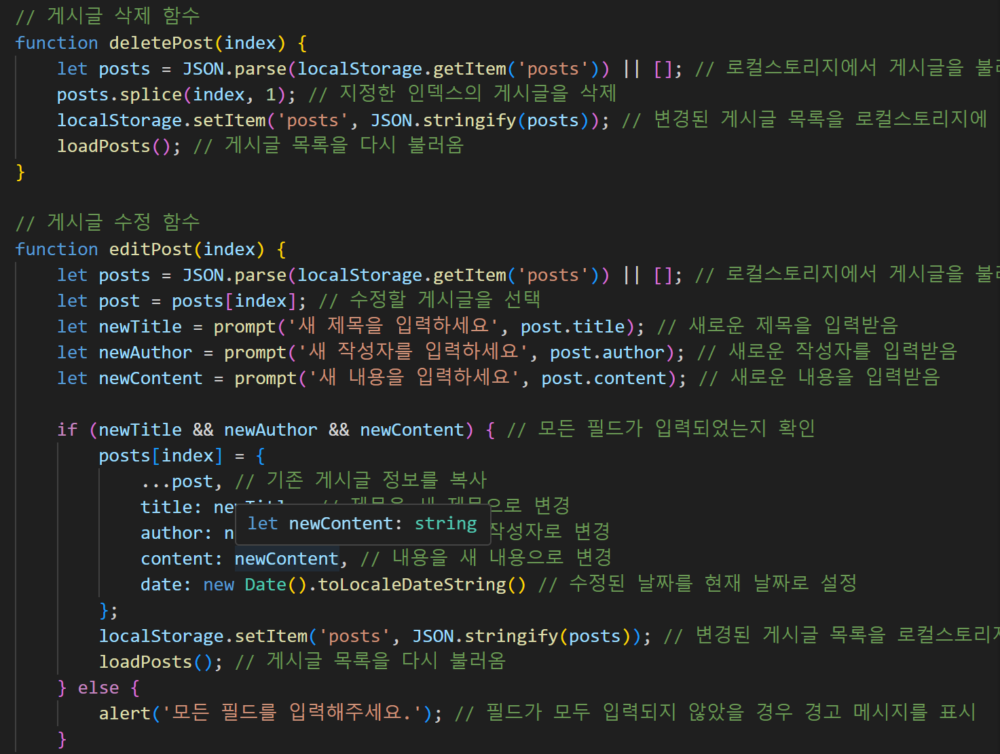 // 게시글 삭제 함수
function deletePost(index) {
let posts = JSON.parse(localStorage.getItem('posts')) || []; // 로컬스토리지에서 게시글을
posts.splice(index, 1); // 지정한 인덱스의 게시글을 삭제
localStorage.setItem('posts', JSON.stringify(posts)); // 변경된 게시글 목록을 로컬스토리지에
loadPosts(); // 게시글 목록을 다시 불러옴
}
// 게시글 수정 함수
function editPost(index) {
let posts = JSON.parse(localStorage.getItem('posts')) || []; // 로컬스토리지에서 게시글을
let post = posts[index]; // 수정할 게시글을 선택
let newTitle = prompt('새 제목을 입력하세요', post.title); // 새로운 제목을 입력받음
let newAuthor = prompt('새 작성자를 입력하세요', post.author); // 새로운 작성자를 입력받음
let newContent = prompt('새 내용을 입력하세요', post.content); // 새로운 내용을 입력받음
if (newTitle && newAuthor && newContent) { // 모든 필드가 입력되었는지 확인
posts[index] = {
...post, // 기존 게시글 정보를 복사
title: // 제목을 새 제목으로 변경
let newContent: string
author: 작성자로 변경
content: newContent, // 내용을 새 내용으로 변경
date: new Date().toLocaleDateString() // 수정된 날짜를 현재 날짜로 설정
};
localStorage.setItem('posts', JSON.stringify(posts)); // 변경된 게시글 목록을
loadPosts(); // 게시글 목록을 다시 불러옴
} else {
alert('모든 필드를 입력해주세요.'); // 필드가 모두 입력되지 않았을 경우 경고 메시지를 표시
}